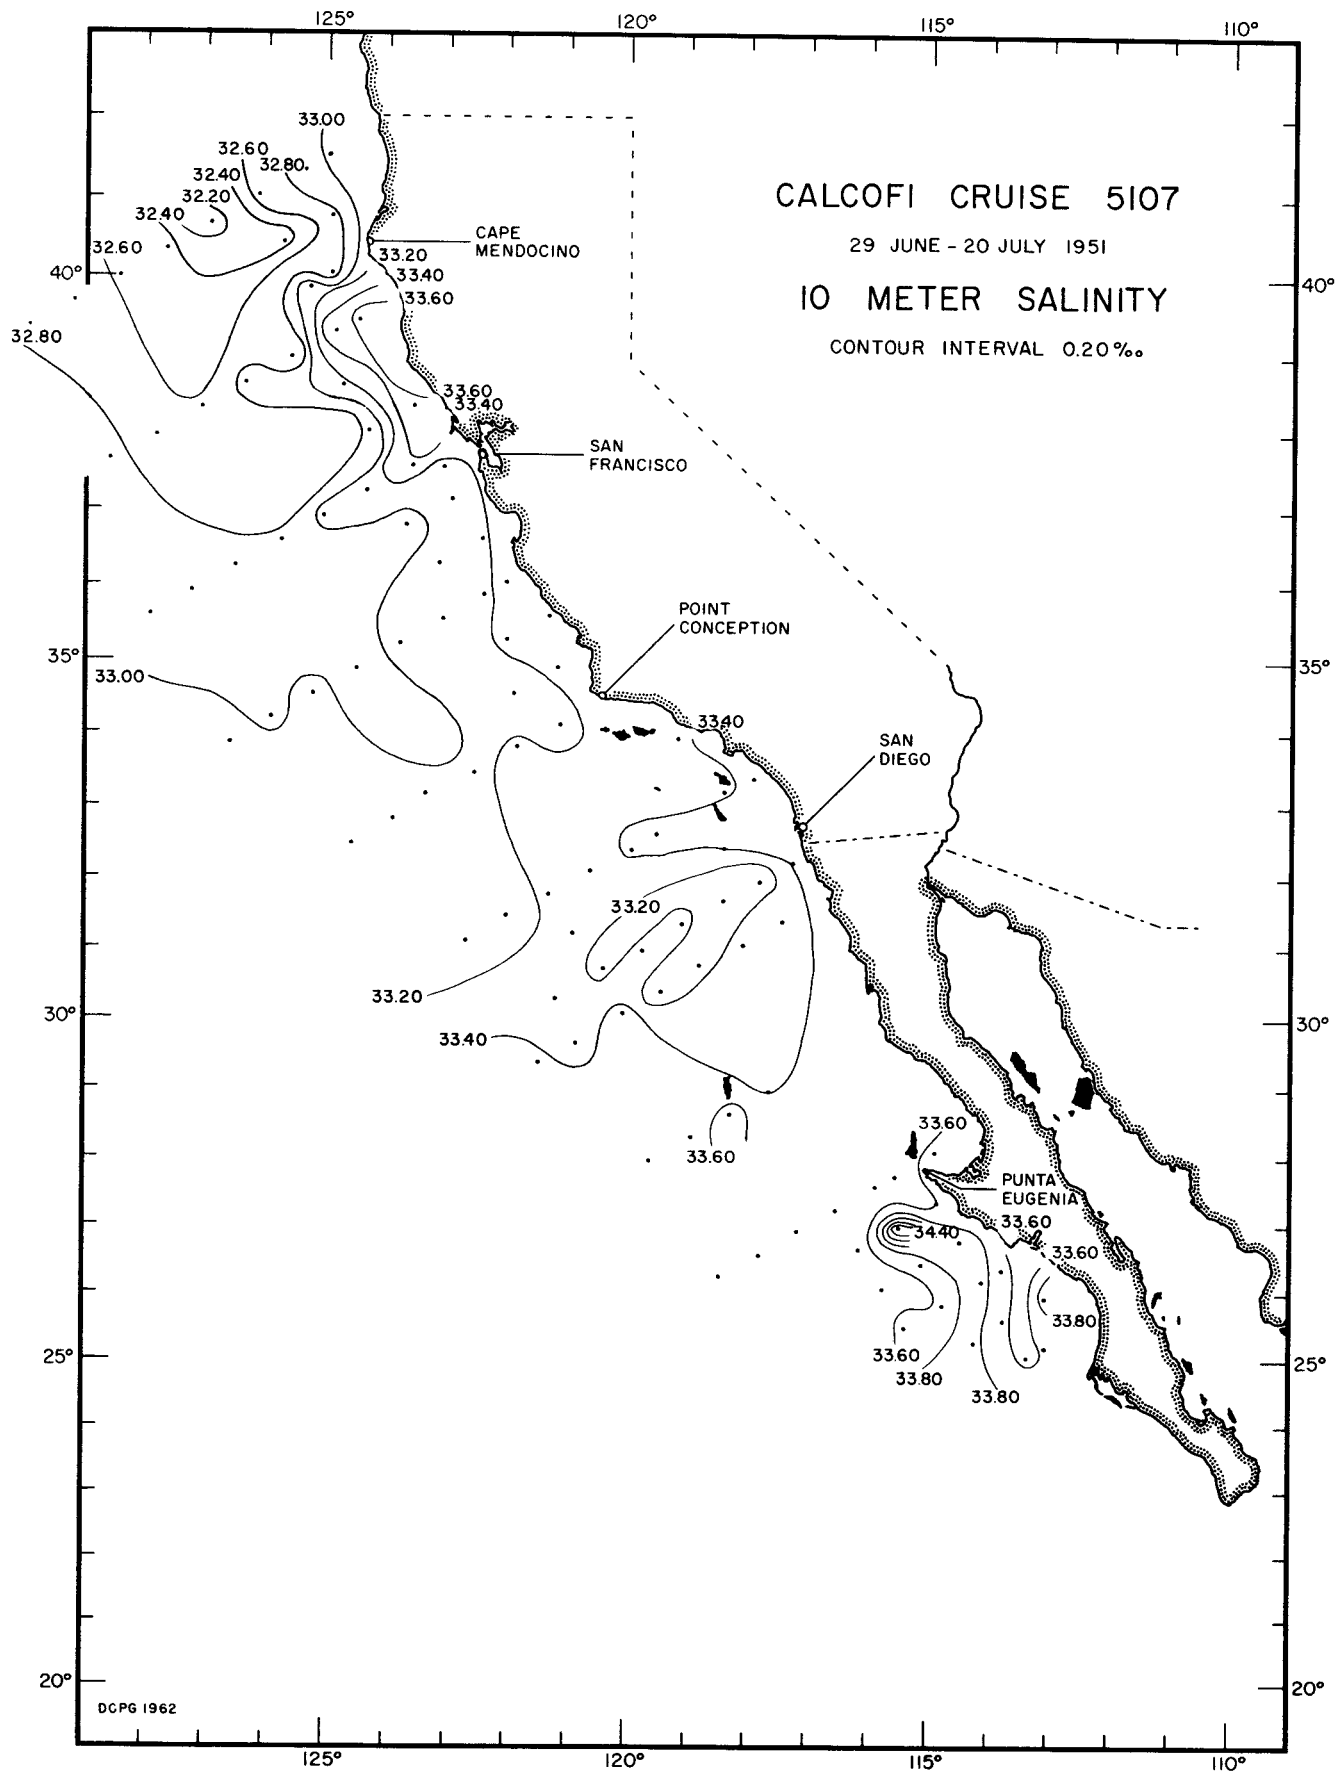 125° 120° 115° 110°
33.00
32.60
32.80
32.40
32.20
32.40
32.60
CALCOFI CRUISE 5107
29 JUNE - 20 JULY 1951
10 METER SALINITY
CONTOUR INTERVAL 0.20‰
CAPE
MENDOCINO
33.20
33.40
33.60
40° 40°
32.80
33.60
33.40
SAN
FRANCISCO
POINT
CONCEPTION
35° 35°
33.00
33.40
SAN
DIEGO
33.20
33.20
30° 30°
33.40
33.60
33.60
PUNTA
EUGENIA
33.60
34.40
33.60
33.80
33.60
33.80
33.80
25° 25°
20° 20°
DCPG 1962
125° 120° 115° 110°